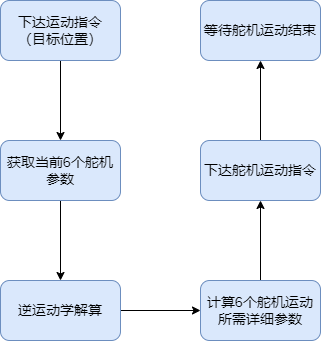 下达运动指令
（目标位置）
获取当前6个舵机
参数
逆运动学解算
计算6个舵机运动
所需详细参数
下达舵机运动指令
等待舵机运动结束